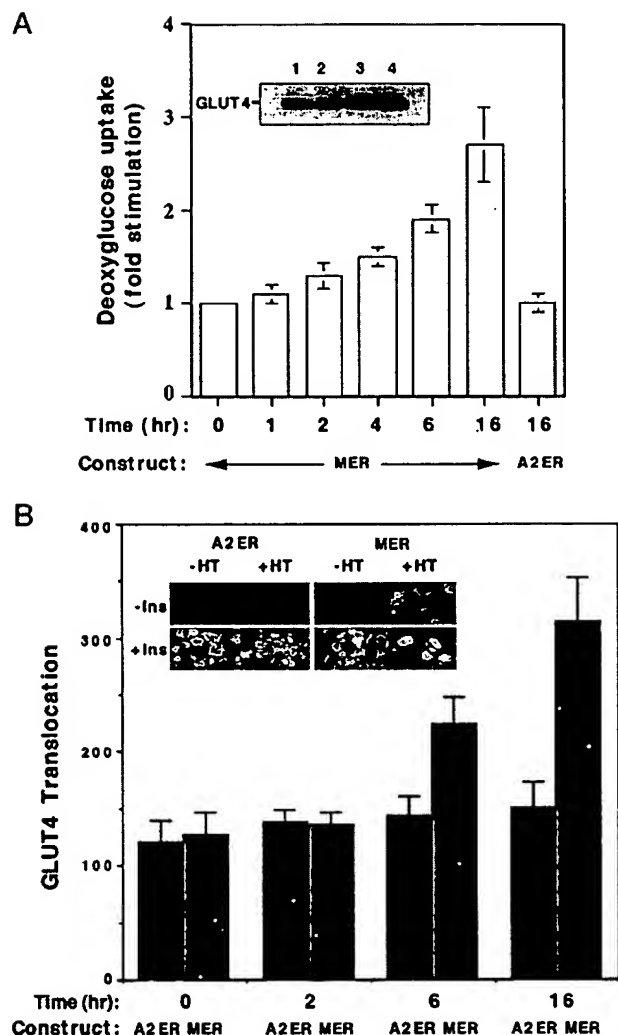 A
4
3
2
1
0
Deoxyglucose uptake
(fold stimulation)
1 2 3 4
GLUT4
Time (hr): 0 1 2 4 6 16 16
Construct: MER A2ER
B
400
300
200
100
0
GLUT4 Translocation
A2ER MER
-HT +HT -HT +HT
-Ins
+Ins
Time (hr): 0 2 6 16
Construct: A2ER MER A2ER MER A2ER MER A2ER MER